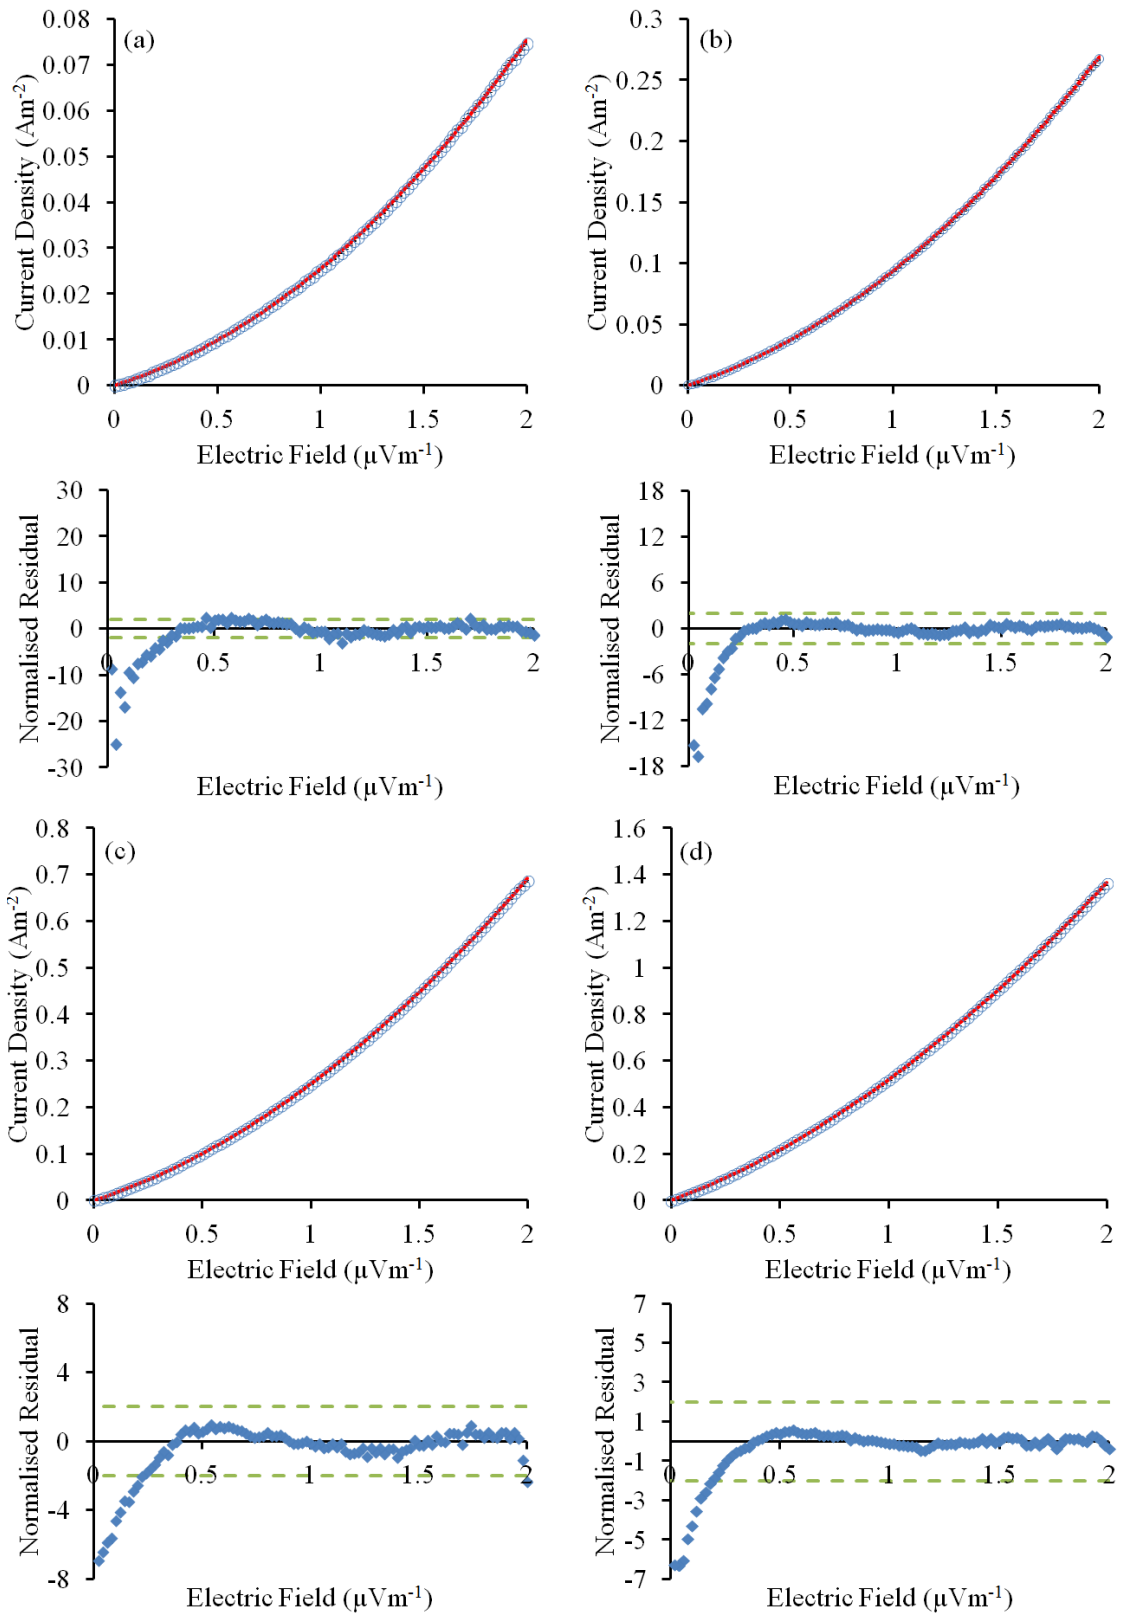 (a)
Current Density (Am-2)
0.08
0.07
0.06
0.05
0.04
0.03
0.02
0.01
0
0 0.5 1 1.5 2
Electric Field (µVm-1)
(b)
Current Density (Am-2)
0.3
0.25
0.2
0.15
0.1
0.05
0
0 0.5 1 1.5 2
Electric Field (µVm-1)
Normalised Residual
30
20
10
0
-10
-20
-30
0 0.5 1 1.5 2
Electric Field (µVm-1)
Normalised Residual
18
12
6
0
-6
-12
-18
0 0.5 1 1.5 2
Electric Field (µVm-1)
(c)
Current Density (Am-2)
0.8
0.7
0.6
0.5
0.4
0.3
0.2
0.1
0
0 0.5 1 1.5 2
Electric Field (µVm-1)
(d)
Current Density (Am-2)
1.6
1.4
1.2
1
0.8
0.6
0.4
0.2
0
0 0.5 1 1.5 2
Electric Field (µVm-1)
Normalised Residual
8
4
0
-4
-8
0 0.5 1 1.5 2
Electric Field (µVm-1)
Normalised Residual
7
5
3
1
-1
-3
-5
-7
0 0.5 1 1.5 2
Electric Field (µVm-1)